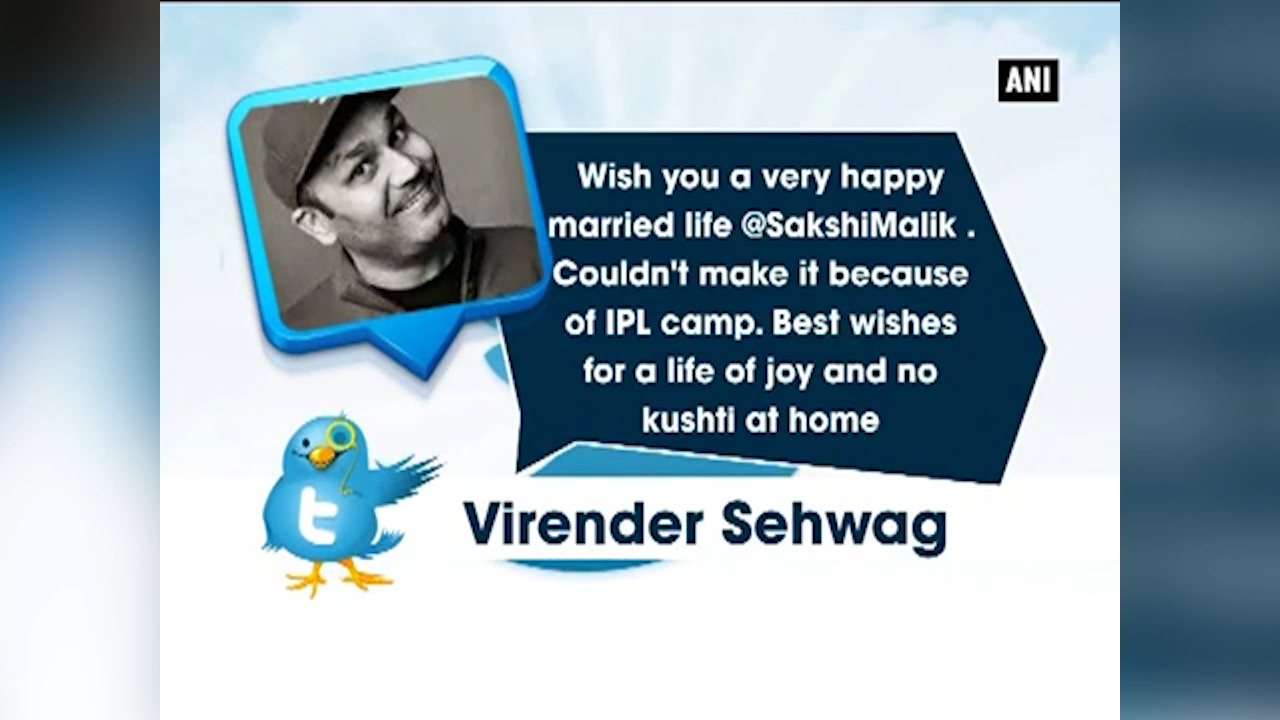 ANI
Wish you a very happy
married life @SakshiMalik .
Couldn't make it because
of IPL camp. Best wishes
for a life of joy and no
kushti at home
t
Virender Sehwag